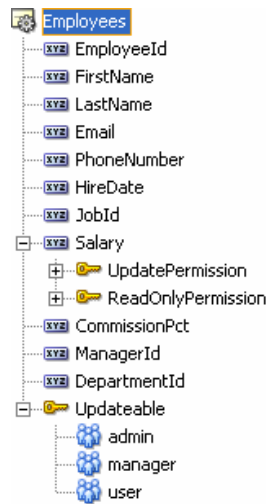 Employees
EmployeeId
FirstName
LastName
Email
PhoneNumber
HireDate
JobId
Salary
UpdatePermission
ReadOnlyPermission
CommissionPct
ManagerId
DepartmentId
Updateable
admin
manager
user